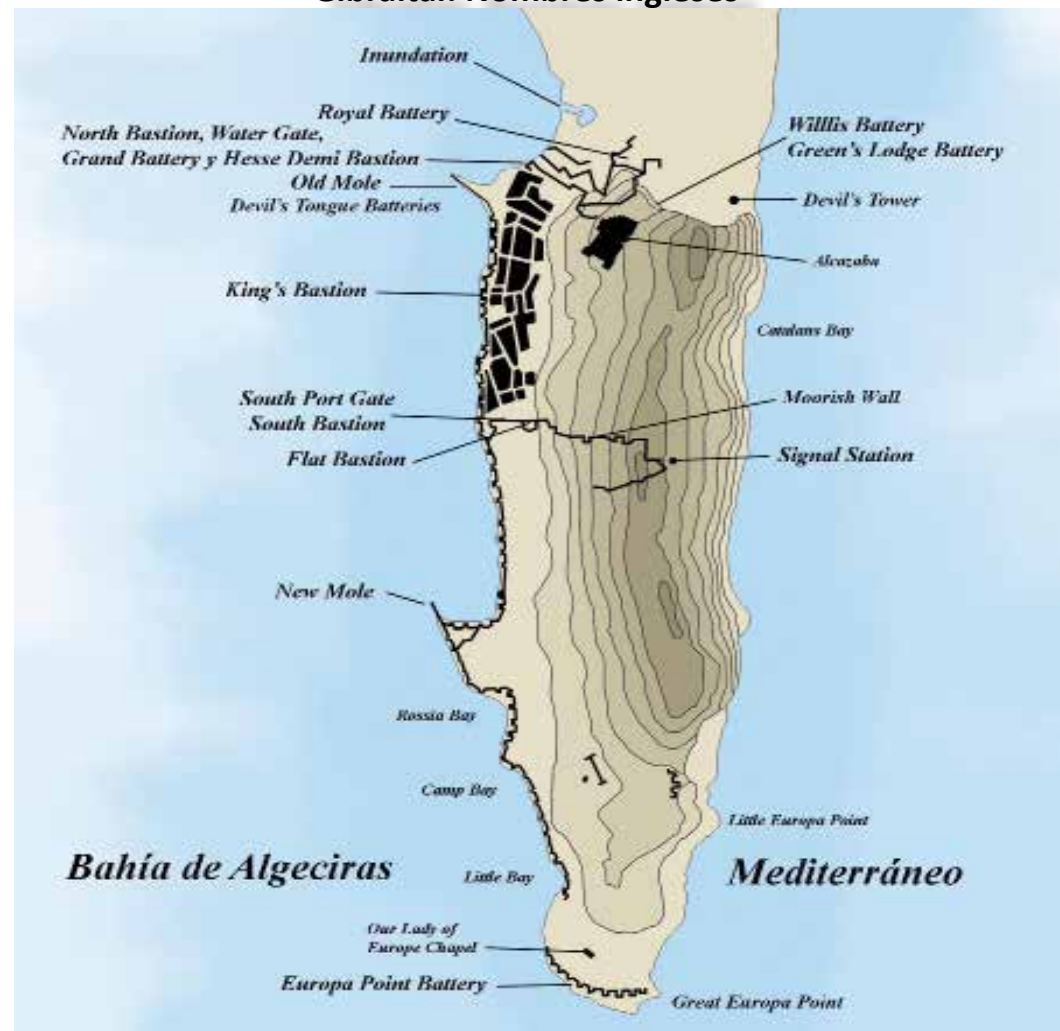 Gibraltar. Nombres ingleses
Inundation
Royal Battery
North Bastion, Water Gate,
Grand Battery y Hesse Demi Bastion
Old Mole
Devil's Tongue Batteries
Willlis Battery
Green's Lodge Battery
Devil's Tower
Alcazaba
King's Bastion
Catalans Bay
South Port Gate
South Bastion
Flat Bastion
Moorish Wall
Signal Station
New Mole
Rossia Bay
Camp Bay
Little Europa Point
Bahía de Algeciras
Little Bay
Mediterráneo
Our Lady of
Europe Chapel
Europa Point Battery
Great Europa Point